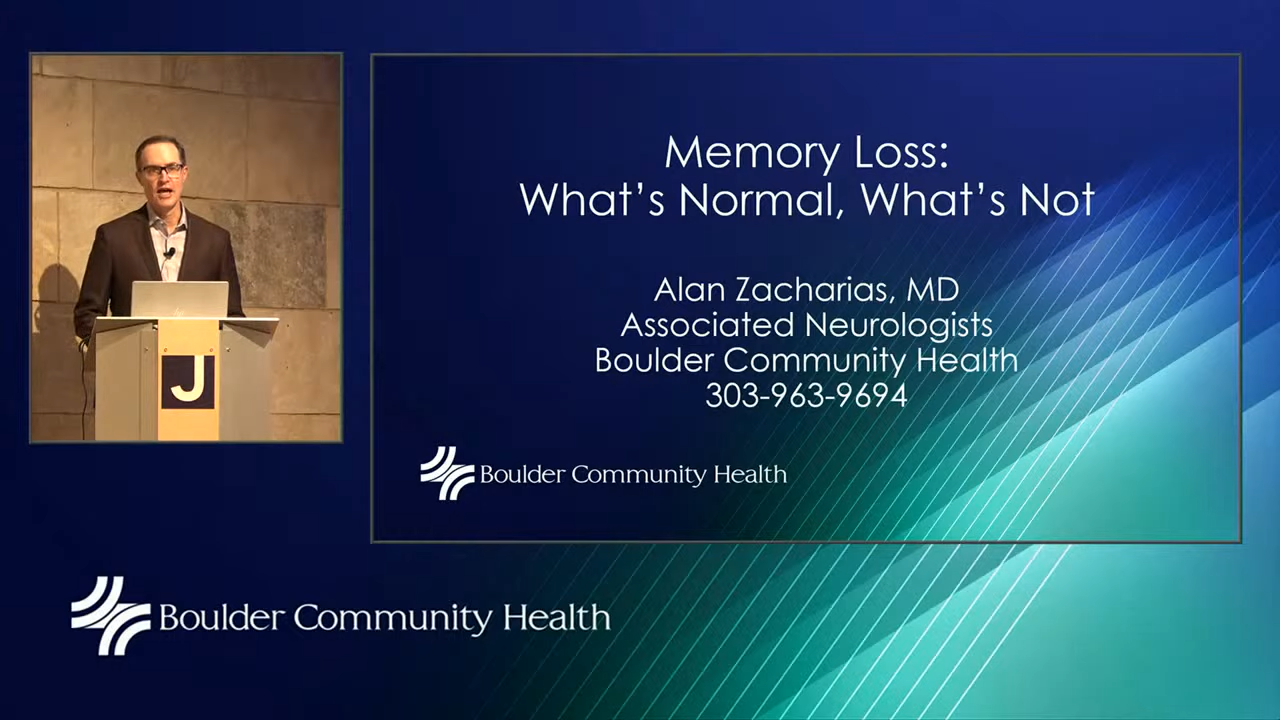 J
Memory Loss:
What's Normal, What's Not
Alan Zacharias, MD
Associated Neurologists
Boulder Community Health
303-963-9694
Boulder Community Health
Boulder Community Health